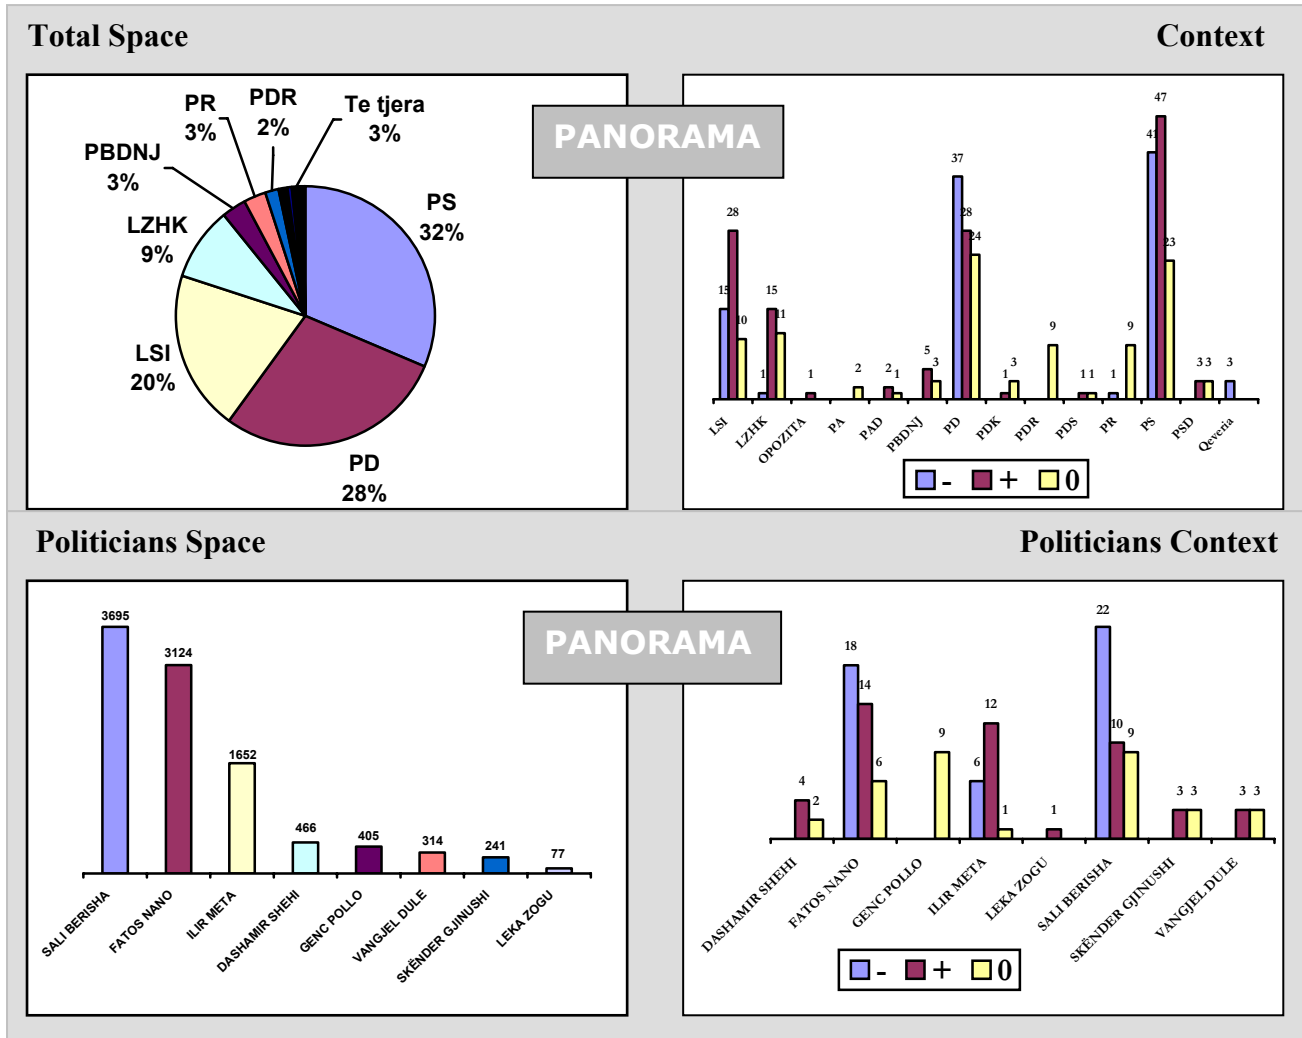 Total Space
Context
PANORAMA
PR
3%
PDR
2%
Te tjera
3%
PBDNJ
3%
LZHK
9%
LSI
20%
PS
32%
PD
28%
15 28 10
1 15 11
1
2
2 1
5 3
37 28 24
1 3
9
1 1
1 9
41 47 23
3 3
3
LSI LZHK OPOZITA PA PAD PBDNJ PD PDK PDR PDS PR PS PSD Qeveria
- + 0
Politicians Space
Politicians Context
PANORAMA
3695 3124 1652 466 405 314 241 77
SALI BERISHA
FATOS NANO
ILIR META
DASHAMIR SHEHI
GENC POLLO
VANGJEL DULE
SKËNDER GJINUSHI
LEKA ZOGU
4 2
18 14 6
9
6 12 1
1
22 10 9
3 3
3 3
DASHAMIR SHEHI
FATOS NANO
GENC POLLO
ILIR META
LEKA ZOGU
SALI BERISHA
SKËNDER GJINUSHI
VANGJEL DULE
- + 0